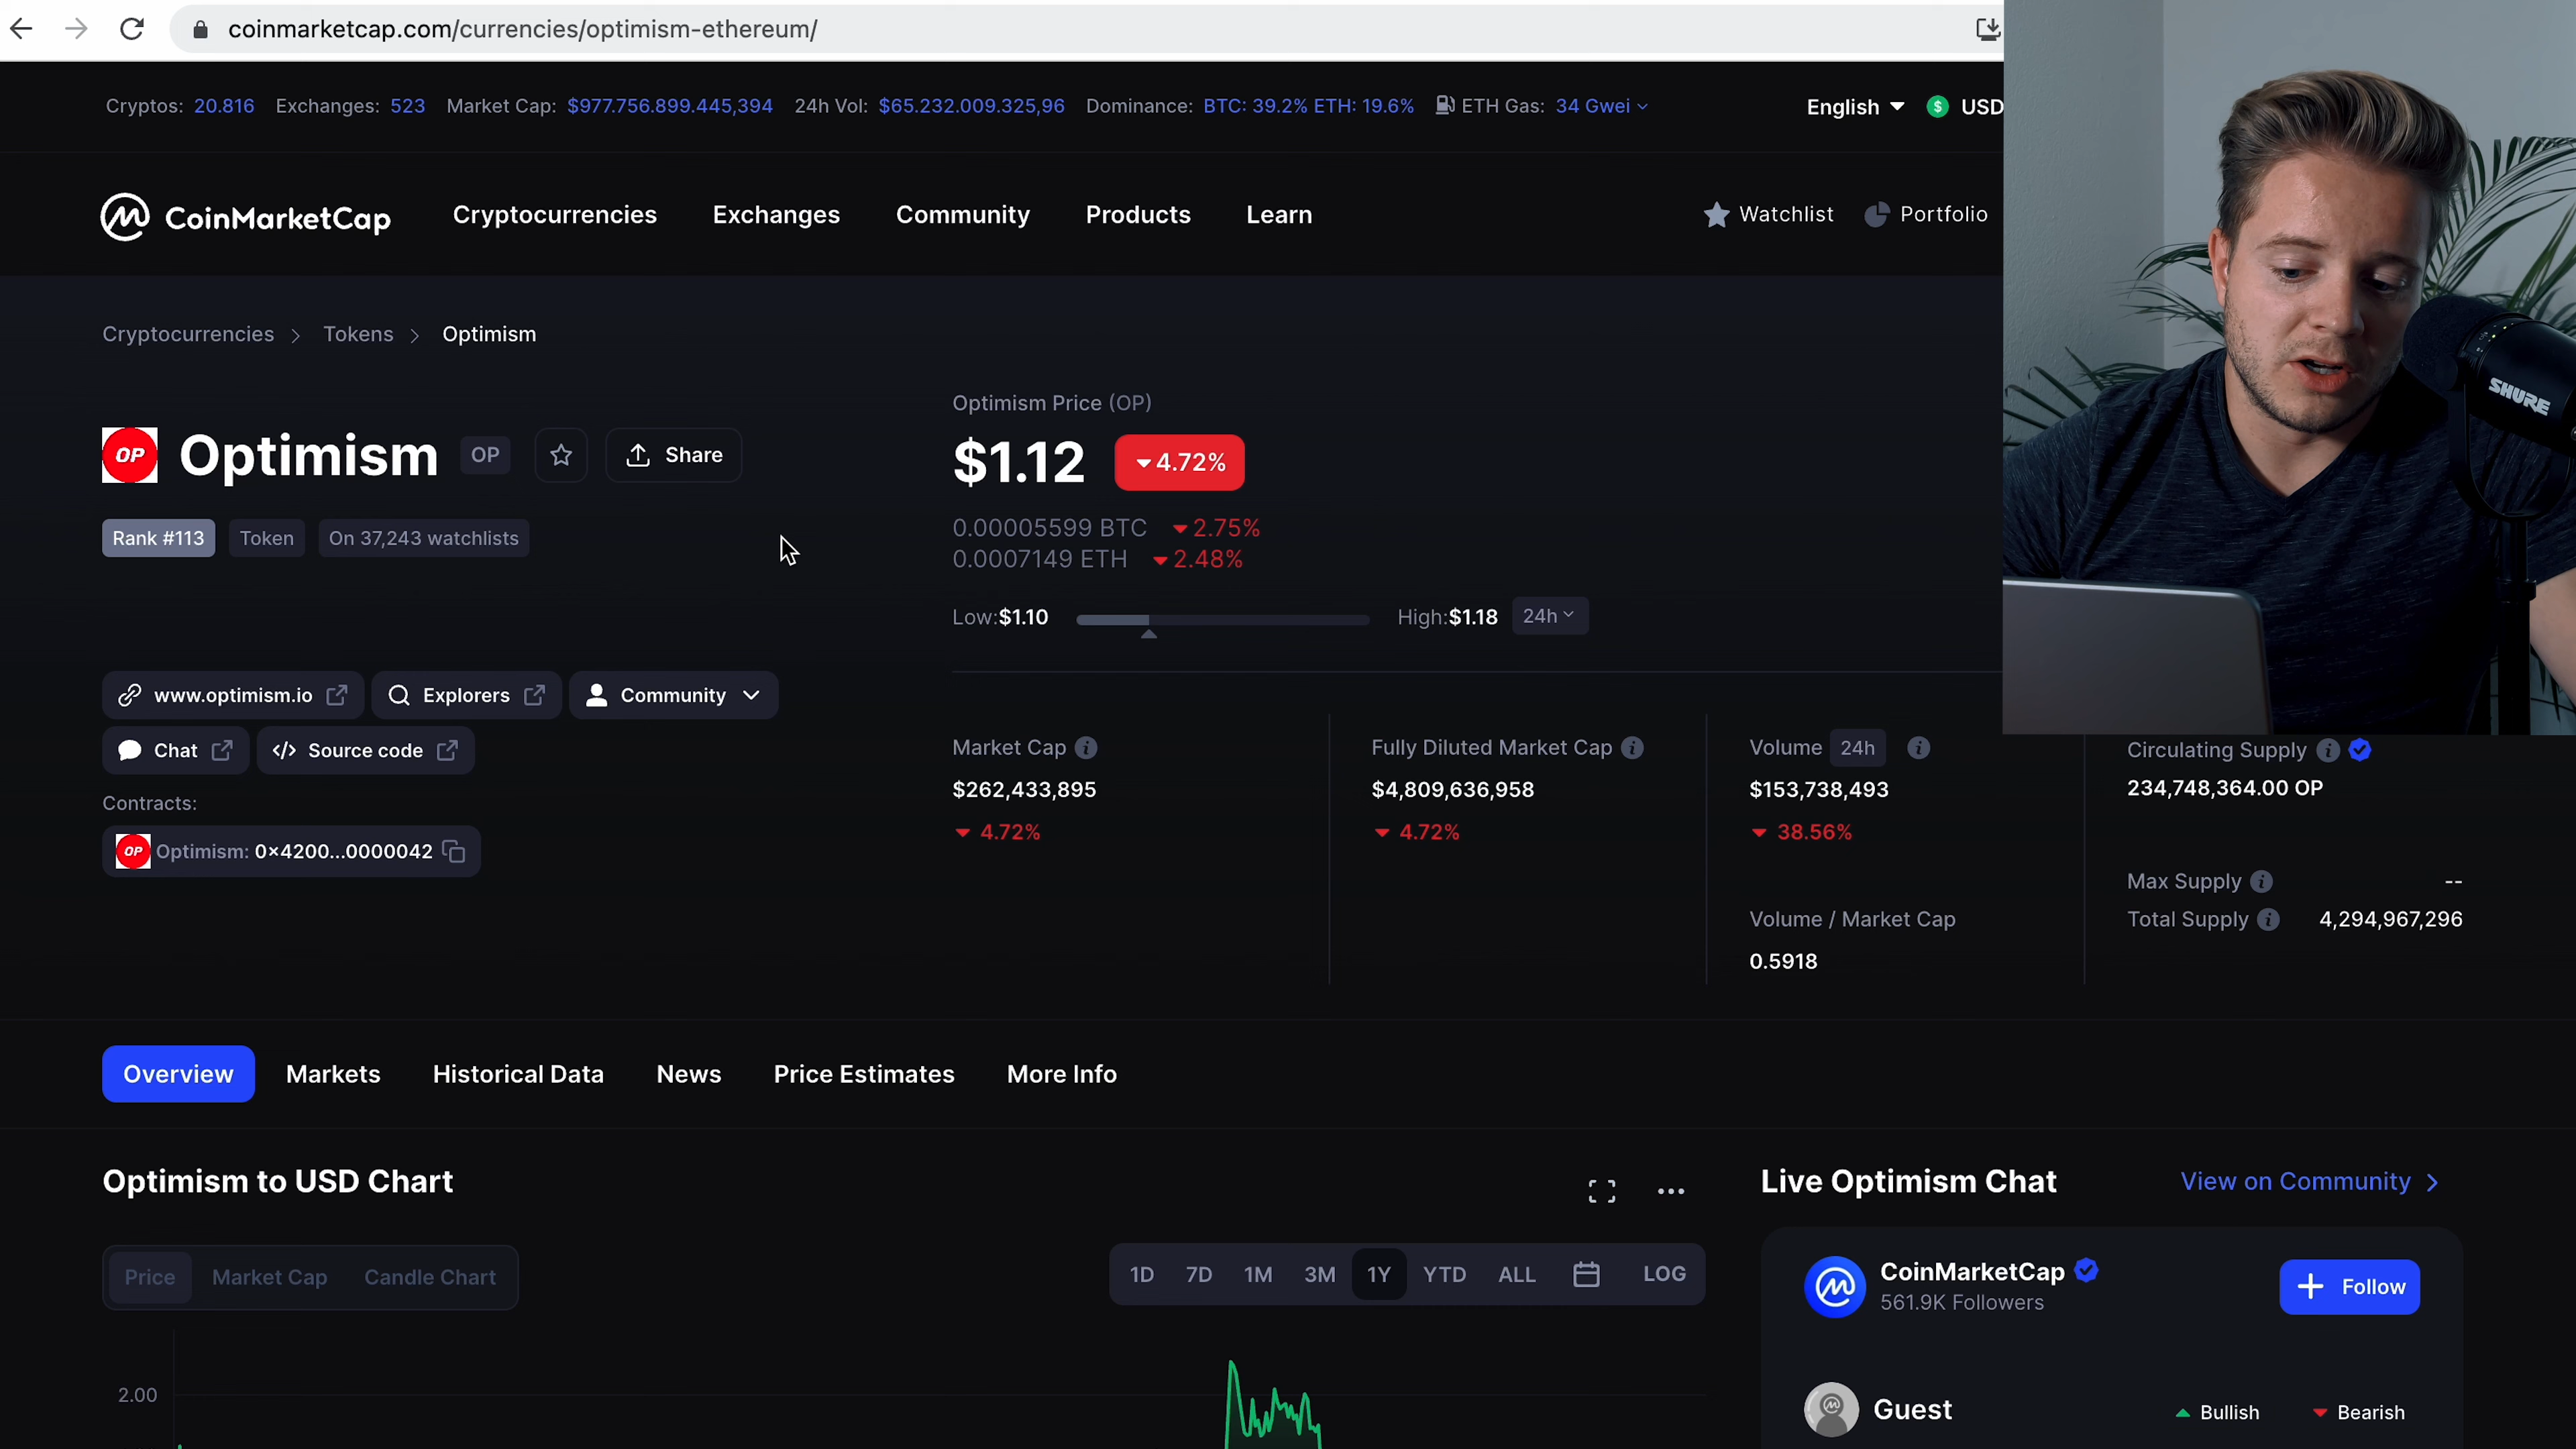 coinmarketcap.com/currencies/optimism-ethereum/
Cryptos: 20.816 Exchanges: 523 Market Cap: $977.756.899.445,394 24h Vol: $65.232.009.325,96 Dominance: BTC: 39.2% ETH: 19.6% ETH Gas: 34 Gwei
English USD
CoinMarketCap Cryptocurrencies Exchanges Community Products Learn Watchlist Portfolio
Cryptocurrencies > Tokens > Optimism
OP Optimism OP Share
Rank #113 Token On 37,243 watchlists
Optimism Price (OP)
$1.12 4.72%
0.00005599 BTC 2.75%
0.0007149 ETH 2.48%
Low:$1.10 High:$1.18 24h
SHURE
www.optimism.io Explorers Community
Chat Source code
Contracts:
OP Optimism: 0×4200...0000042
Market Cap
$262,433,895
4.72%
Fully Diluted Market Cap
$4,809,636,958
4.72%
Volume 24h
$153,738,493
38.56%
Volume / Market Cap
0.5918
Circulating Supply
234,748,364.00 OP
Max Supply --
Total Supply 4,294,967,296
Overview Markets Historical Data News Price Estimates More Info
Optimism to USD Chart
Price Market Cap Candle Chart
1D 7D 1M 3M 1Y YTD ALL LOG
2.00
Live Optimism Chat View on Community >
CoinMarketCap
561.9K Followers
+ Follow
Guest Bullish Bearish